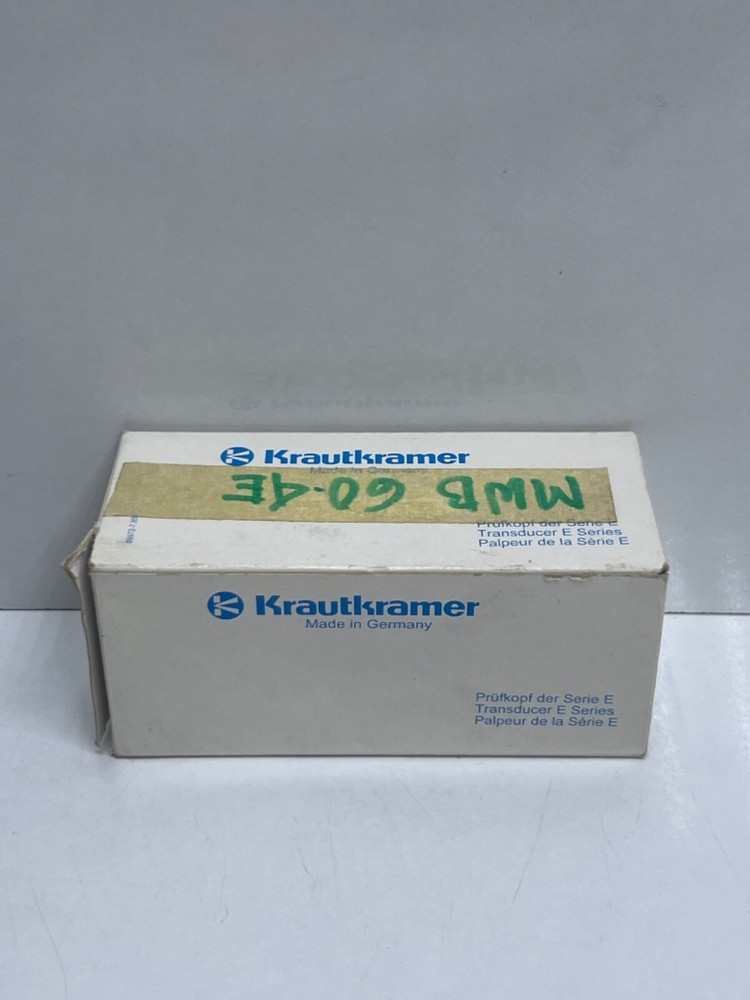 Krautkramer
Made in Germany
MWB 60-4E
Prüfkopf der Serie E
Transducer E Series
Palpeur de la Série E
Krautkramer
Made in Germany
Prüfkopf der Serie E
Transducer E Series
Palpeur de la Série E